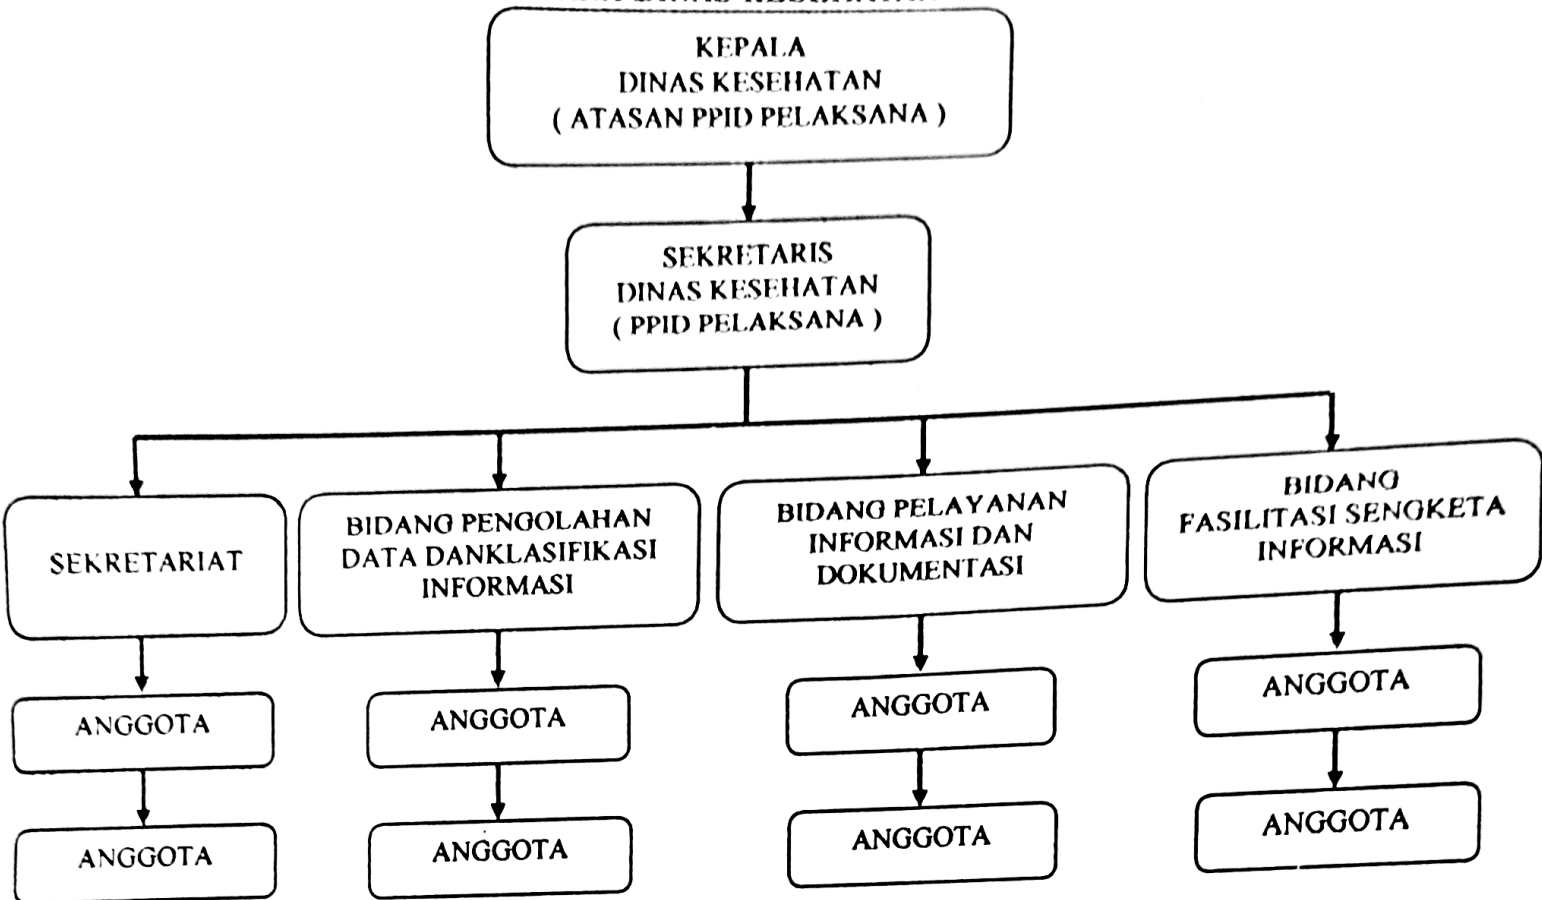 KEPALA
DINAS KESEHATAN
( ATASAN PPID PELAKSANA )
SEKRETARIS
DINAS KESEHATAN
( PPID PELAKSANA )
SEKRETARIAT
BIDANG PENGOLAHAN
DATA DANKLASIFIKASI
INFORMASI
BIDANG PELAYANAN
INFORMASI DAN
DOKUMENTASI
BIDANG
FASILITASI SENGKETA
INFORMASI
ANGGOTA
ANGGOTA
ANGGOTA
ANGGOTA
ANGGOTA
ANGGOTA
ANGGOTA
ANGGOTA